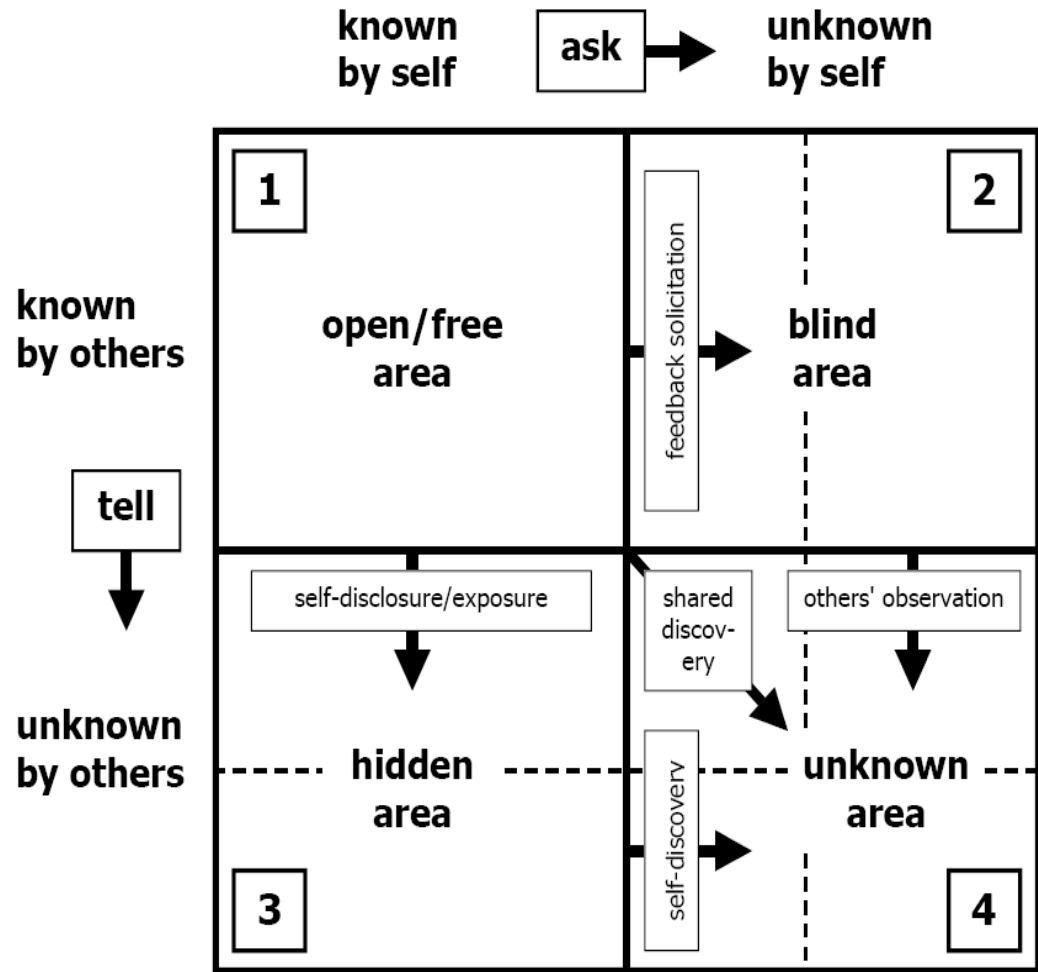 known
by self
ask
unknown
by self
1
2
known
by others
open/free
area
feedback solicitation
blind
area
tell
self-disclosure/exposure
shared
discov-
ery
others' observation
unknown
by others
hidden
area
self-discovery
unknown
area
3
4